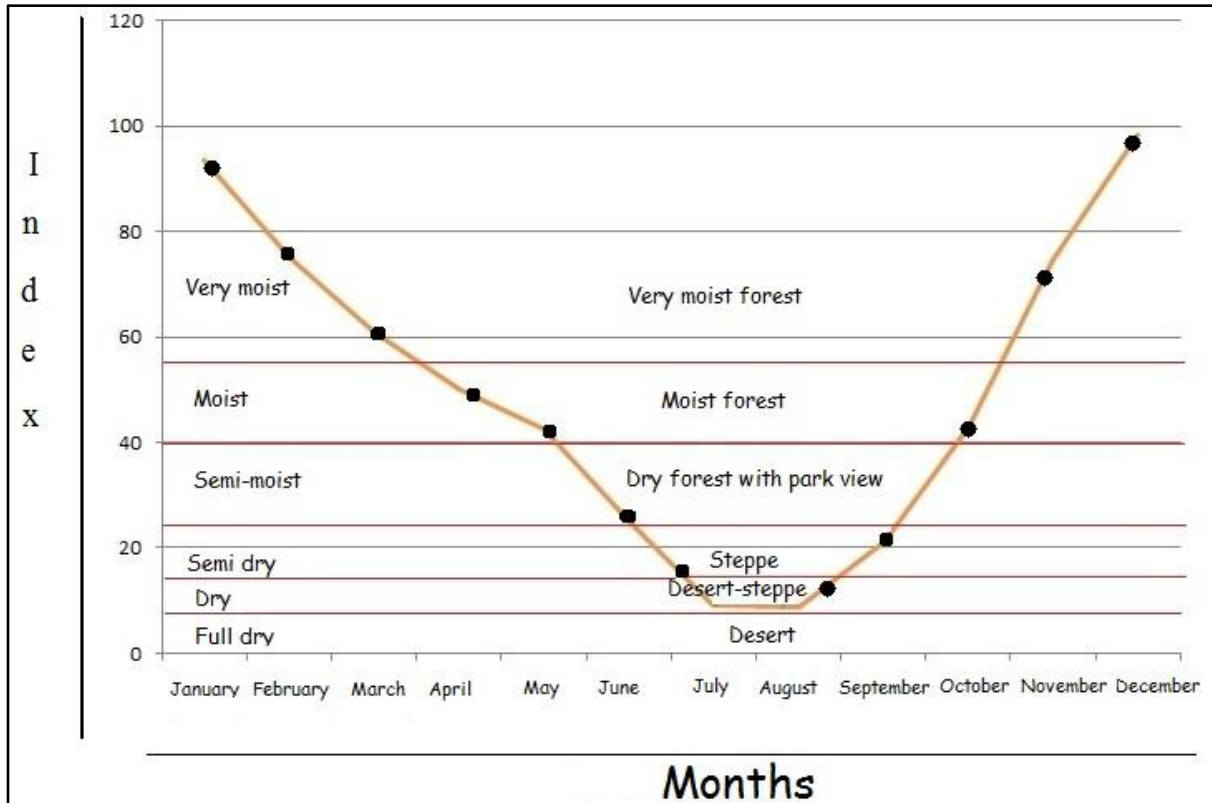 Index
120
100
80
60
40
20
0
Very moist
Very moist forest
Moist
Moist forest
Semi-moist
Dry forest with park view
Semi dry
Steppe
Dry
Desert-steppe
Full dry
Desert
January February March April May June July August September October November December
Months